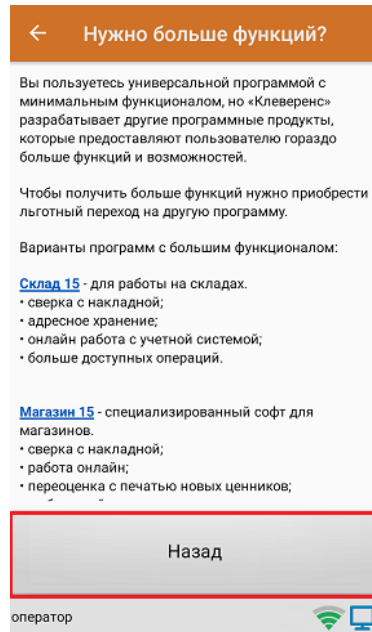 Нужно больше функций?
Вы пользуетесь универсальной программой с
минимальным функционалом, но «Клеверенс»
разрабатывает другие программные продукты,
которые предоставляют пользователю гораздо
больше функций и возможностей.
Чтобы получить больше функций нужно приобрести
льготный переход на другую программу.
Варианты программ с большим функционалом:
Склад 15 - для работы на складах.
• сверка с накладной;
• адресное хранение;
• онлайн работа с учетной системой;
• больше доступных операций.
Магазин 15 - специализированный софт для
магазинов.
• сверка с накладной;
• работа онлайн;
• переоценка с печатью новых ценников;
Назад
оператор